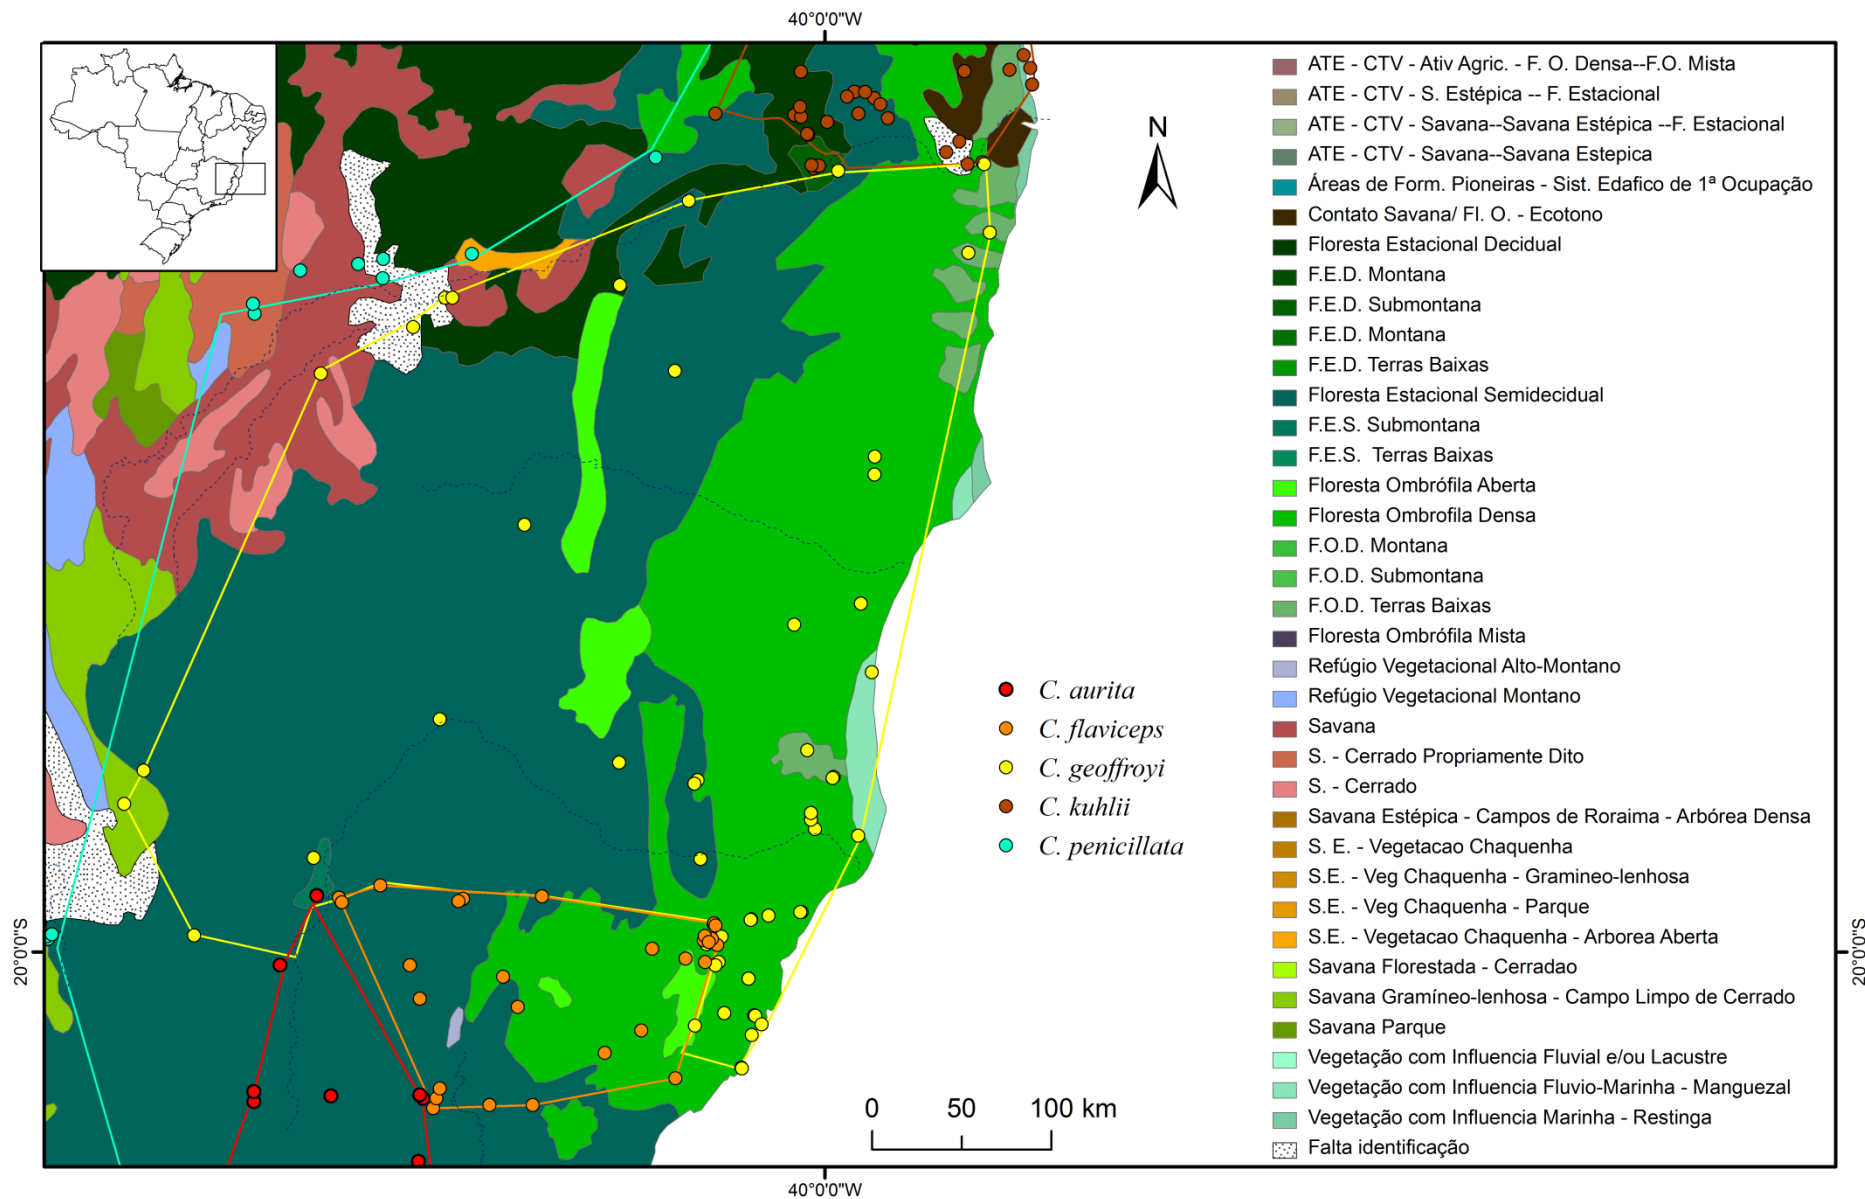 40°0'0"W
N
ATE - CTV - Ativ Agric. - F. O. Densa--F.O. Mista
ATE - CTV - S. Estépica -- F. Estacional
ATE - CTV - Savana--Savana Estépica --F. Estacional
ATE - CTV - Savana--Savana Estepica
Áreas de Form. Pioneiras - Sist. Edafico de 1ª Ocupação
Contato Savana/ Fl. O. - Ecotono
Floresta Estacional Decidual
F.E.D. Montana
F.E.D. Submontana
F.E.D. Montana
F.E.D. Terras Baixas
Floresta Estacional Semidecidual
F.E.S. Submontana
F.E.S. Terras Baixas
Floresta Ombrófila Aberta
Floresta Ombrofila Densa
F.O.D. Montana
F.O.D. Submontana
F.O.D. Terras Baixas
Floresta Ombrófila Mista
Refúgio Vegetacional Alto-Montano
Refúgio Vegetacional Montano
Savana
S. - Cerrado Propriamente Dito
S. - Cerrado
Savana Estépica - Campos de Roraima - Arbórea Densa
S. E. - Vegetacao Chaquenha
S.E. - Veg Chaquenha - Gramineo-lenhosa
S.E. - Veg Chaquenha - Parque
S.E. - Vegetacao Chaquenha - Arborea Aberta
Savana Florestada - Cerradao
Savana Gramíneo-lenhosa - Campo Limpo de Cerrado
Savana Parque
Vegetação com Influencia Fluvial e/ou Lacustre
Vegetação com Influencia Fluvio-Marinha - Manguezal
Vegetação com Influencia Marinha - Restinga
Falta identificação
C. aurita
C. flaviceps
C. geoffroyi
C. kuhlii
C. penicillata
20°0'0"S
20°0'0"S
0 50 100 km
40°0'0"W